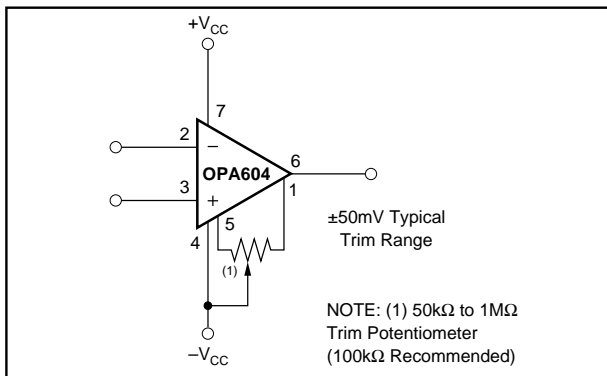 +VCC
7
2
−
OPA604
6
3
+
1
5
4
(1)
±50mV Typical
Trim Range
−VCC
NOTE: (1) 50kΩ to 1MΩ
Trim Potentiometer
(100kΩ Recommended)